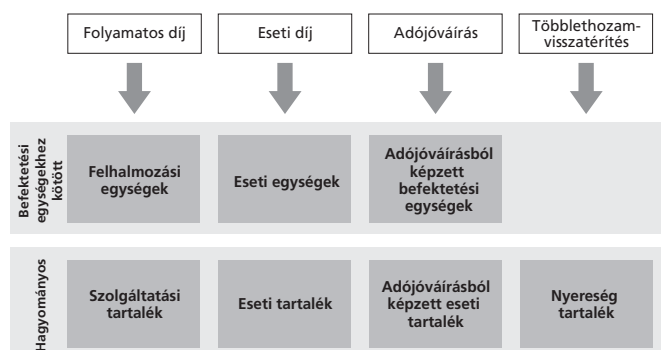 Folyamatos díj
Eseti díj
Adójóváírás
Többlethozam-
visszatérítés
Befektetési
egységekhez
kötött
Felhalmozási
egységek
Eseti egységek
Adójóváírásból
képzett
befektetési
egységek
Hagyományos
Szolgáltatási
tartalék
Eseti tartalék
Adójóváírásból
képzett eseti
tartalék
Nyereség
tartalék